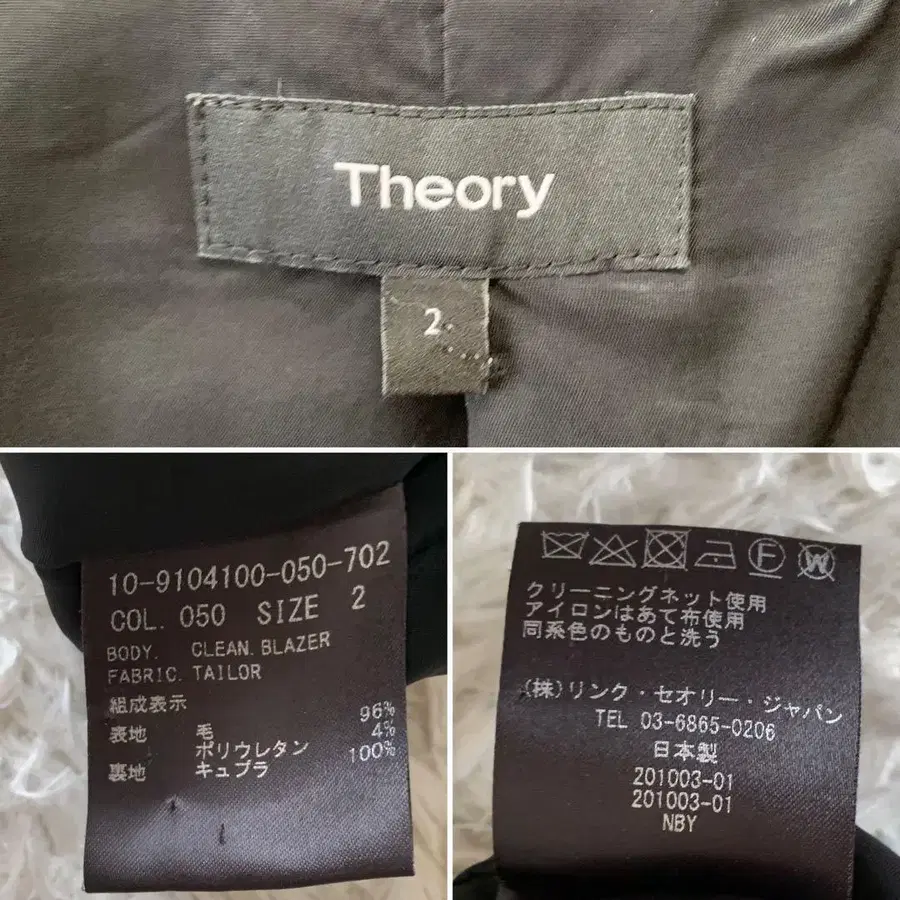 Theory
2
10-9104100-050-702
COL. 050 SIZE 2
BODY. CLEAN. BLAZER
FABRIC. TAILOR
組成表示
表地 毛 96%
ポリウレタン 4%
裏地 キュプラ 100%
F
W
クリーニングネット使用
アイロンはあて布使用
同系色のものと洗う
(株)リンク・セオリー・ジャパン
TEL 03-6865-0206
日本製
201003-01
201003-01
NBY